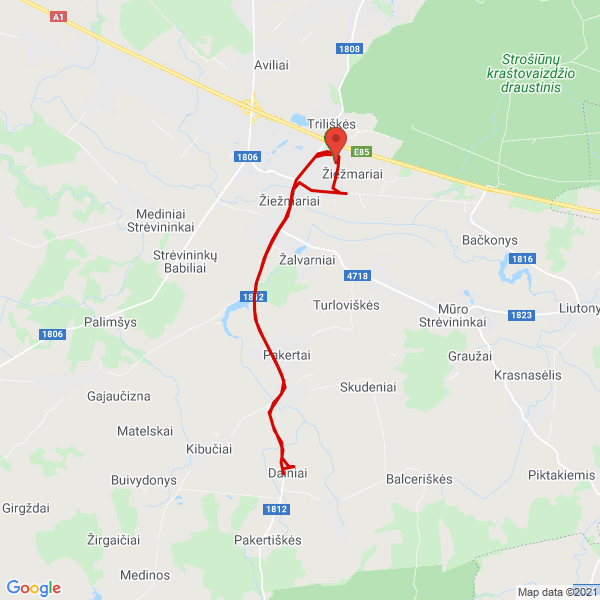 A1
1808
Aviliai
Strošiūnų
kraštovaizdžio
draustinis
Triliškės
1806
E85
Žiežmariai
Žiežmariai
Mediniai
Strėvininkai
Bačkonys
Strėvininkų
Babiliai
Žalvarniai
1816
4718
1812
Turloviškės
Mūro
Strėvininkai
Liutony
1823
Palimšys
1806
Pakertai
Graužai
Krasnasėlis
Skudeniai
Gajaučizna
Matelskai
Kibučiai
Dainiai
Buivydonys
Balceriškės
Piktakiemis
Girgždai
1812
Žirgaičiai
Pakertiškės
Medinos
Google
Map data ©2021